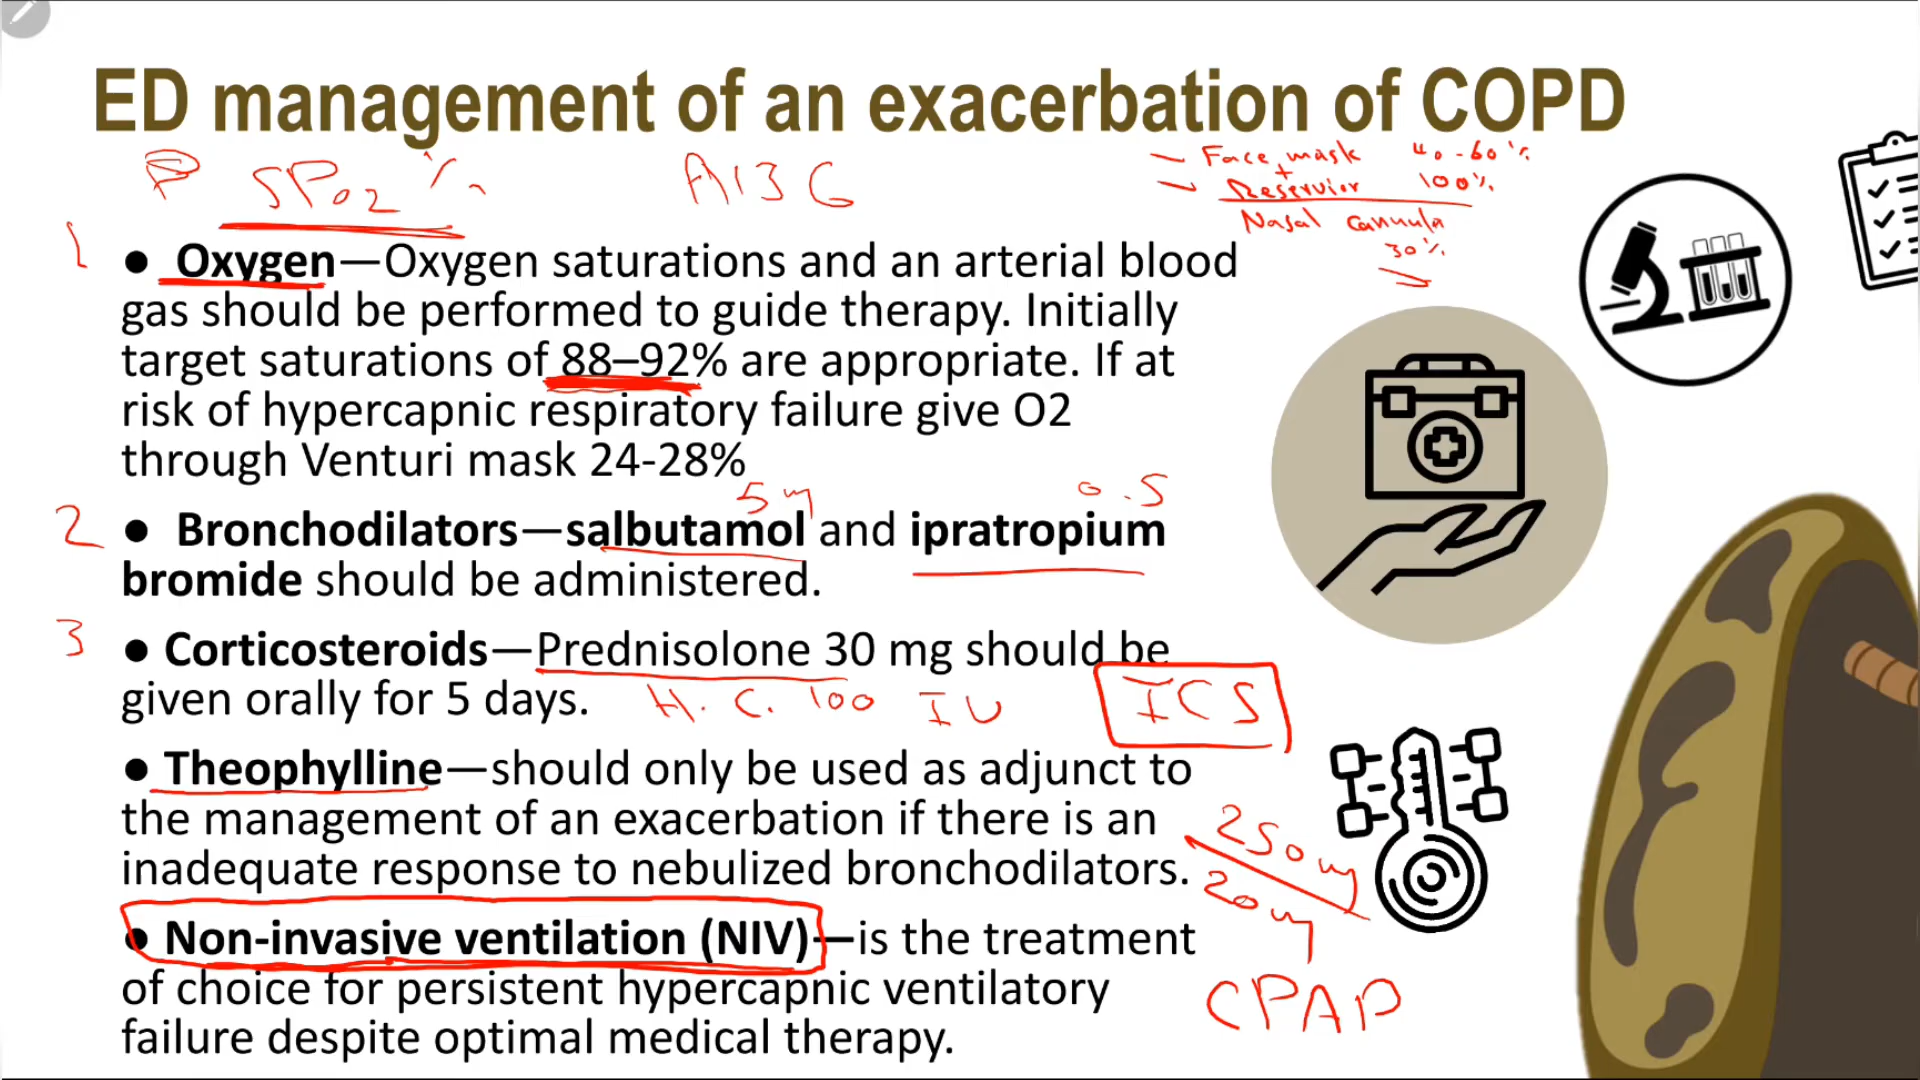 ED management of an exacerbation of COPD
SPO2 %
ABG
Face mask 40-60%
+
Reservior 100%
Nasal cannula
30%
1
● Oxygen—Oxygen saturations and an arterial blood
gas should be performed to guide therapy. Initially
target saturations of 88–92% are appropriate. If at
risk of hypercapnic respiratory failure give O2
through Venturi mask 24-28%
5 m 0.5
2
● Bronchodilators—salbutamol and ipratropium
bromide should be administered.
3
● Corticosteroids—Prednisolone 30 mg should be
given orally for 5 days.
H. C. 100 IV
ICS
● Theophylline—should only be used as adjunct to
the management of an exacerbation if there is an
inadequate response to nebulized bronchodilators.
250 m
20 m
● Non-invasive ventilation (NIV)—is the treatment
of choice for persistent hypercapnic ventilatory
failure despite optimal medical therapy.
CPAP